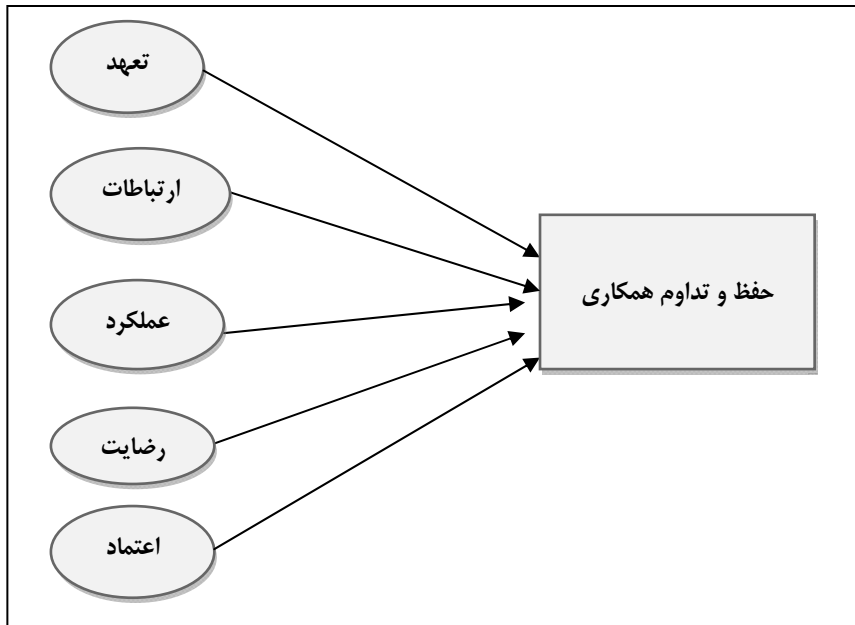 تعهد
ارتباطات
عملکرد
رضایت
اعتماد
حفظ و تداوم همکاری